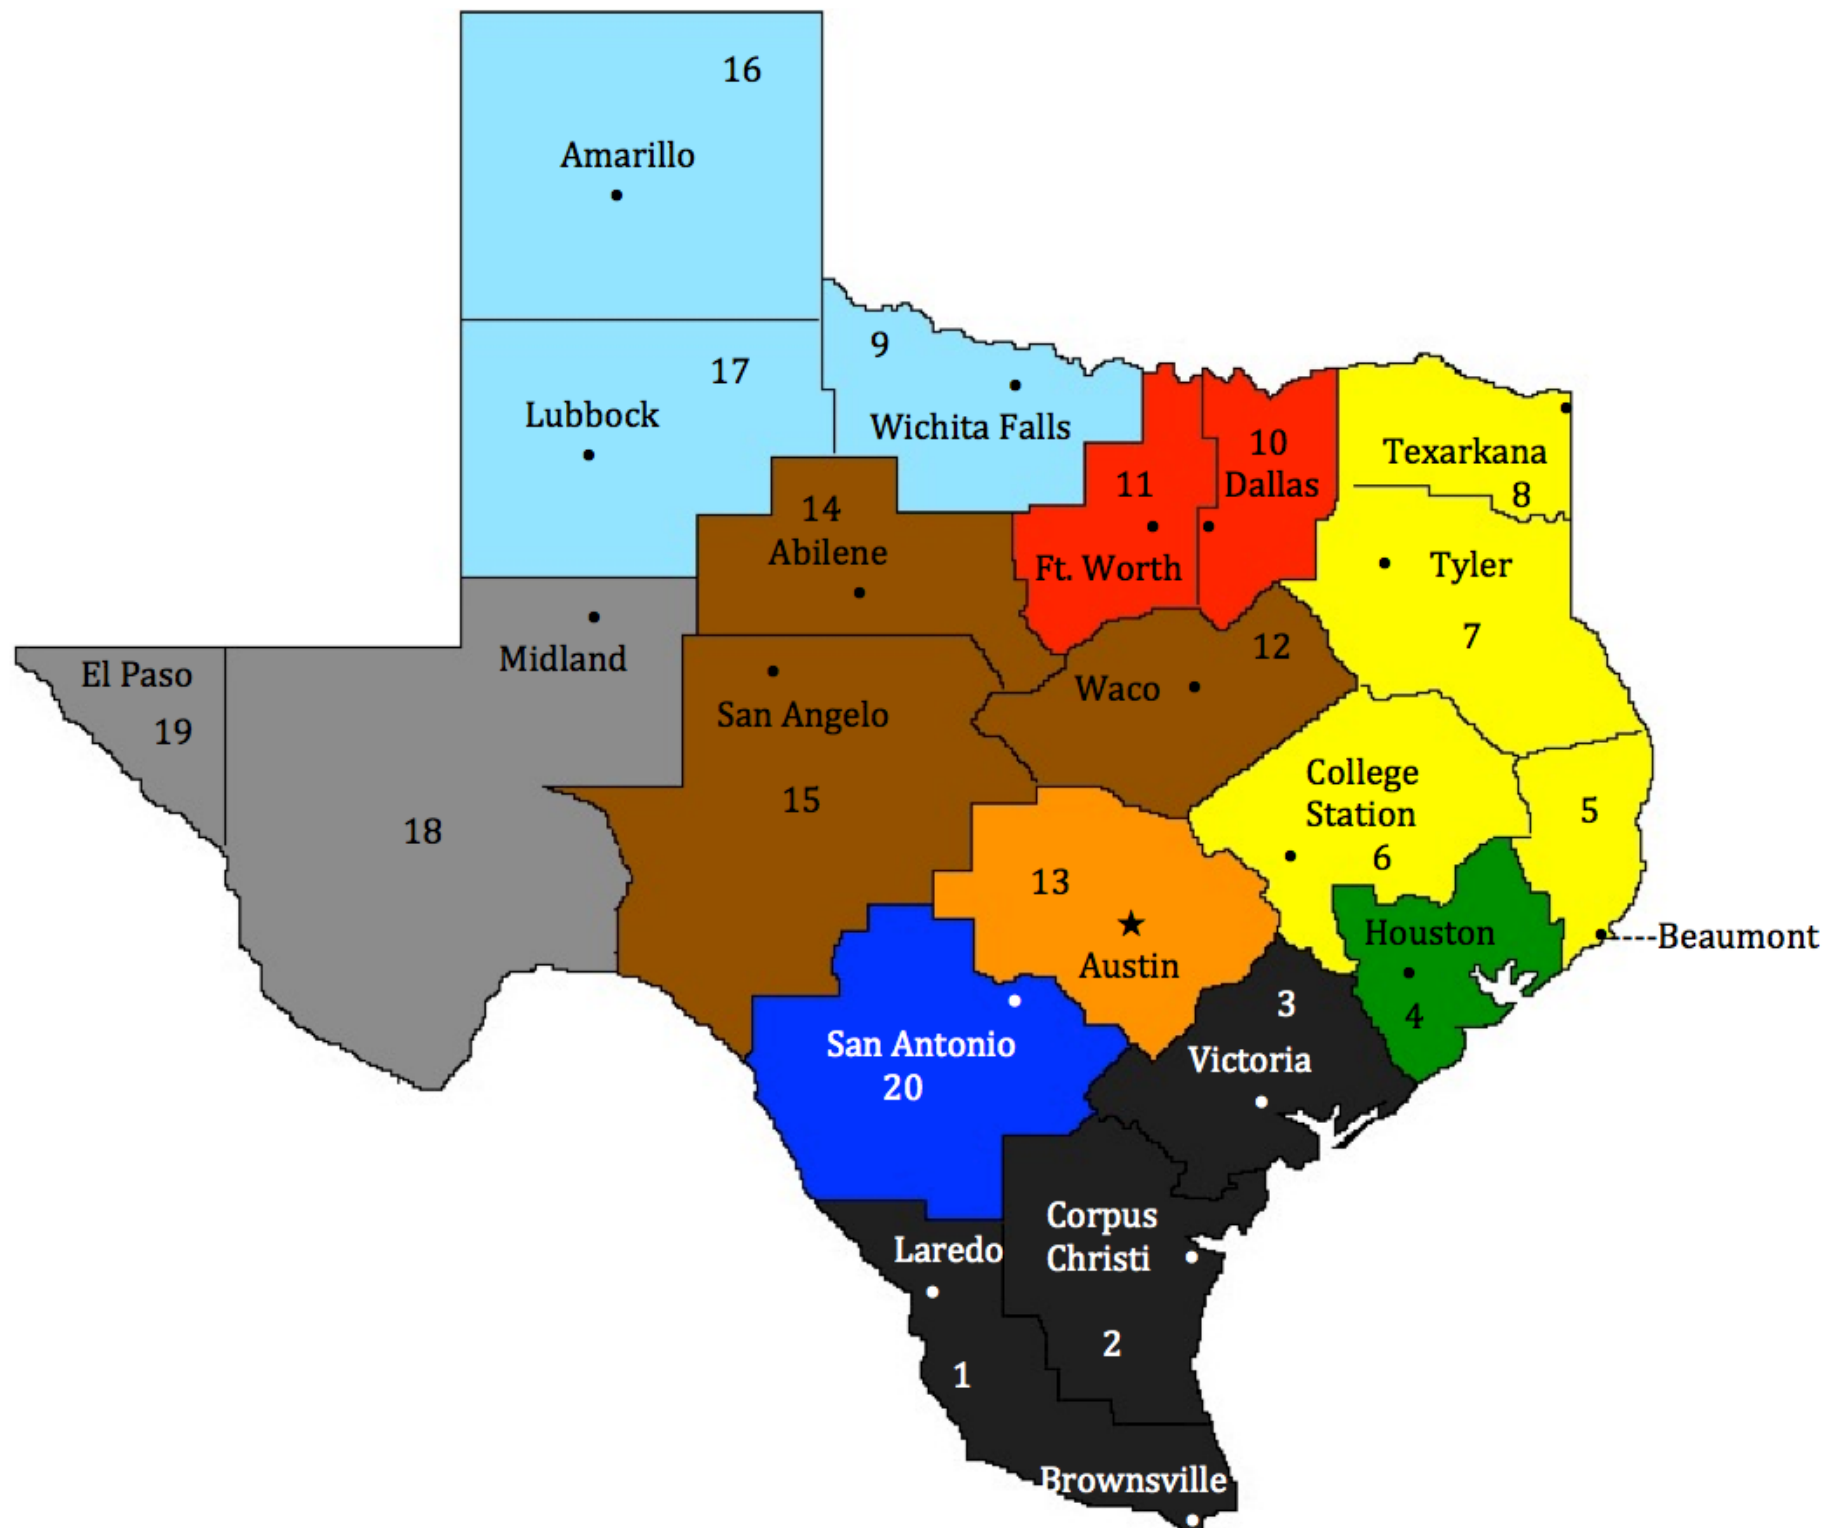 16
Amarillo
9
17
Lubbock
Wichita Falls
10
Dallas
11
Texarkana
8
14
Abilene
Ft. Worth
Tyler
7
12
Midland
El Paso
19
San Angelo
Waco
College
Station
6
5
15
18
13
Austin
Houston
4
Beaumont
3
Victoria
San Antonio
20
Corpus
Christi
Laredo
2
1
Brownsville